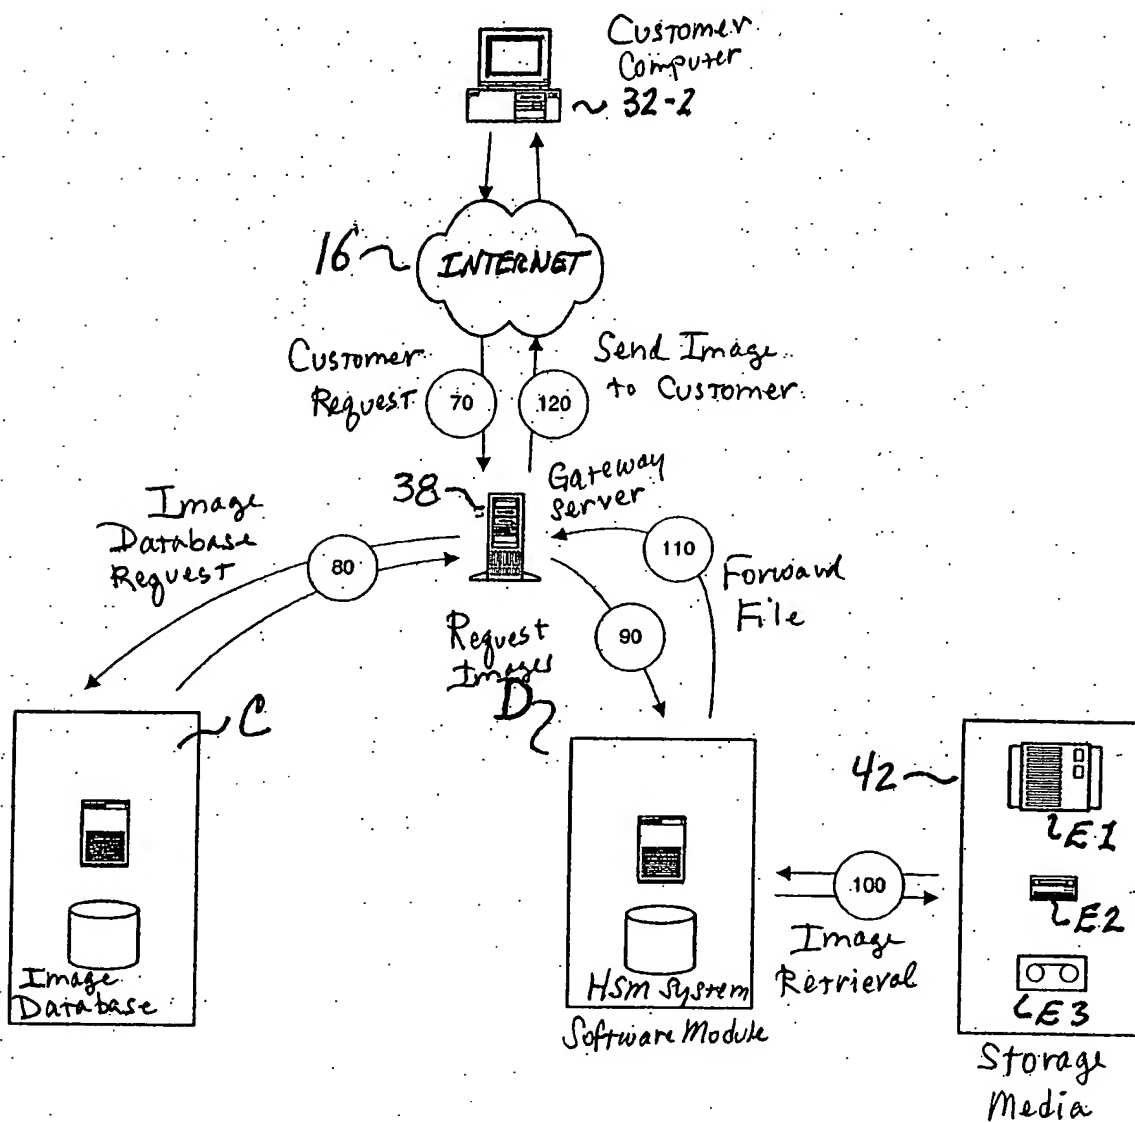 Customer
Computer
32-2
16
INTERNET
Customer
Request
70
120
Send Image
to Customer
38
Gateway
Server
Image
Database
Request
80
110
Forward
File
Request
Images
90
D
C
42
E1
100
E2
Image
Retrieval
E3
Image
Database
HSM System
Software Module
Storage
Media